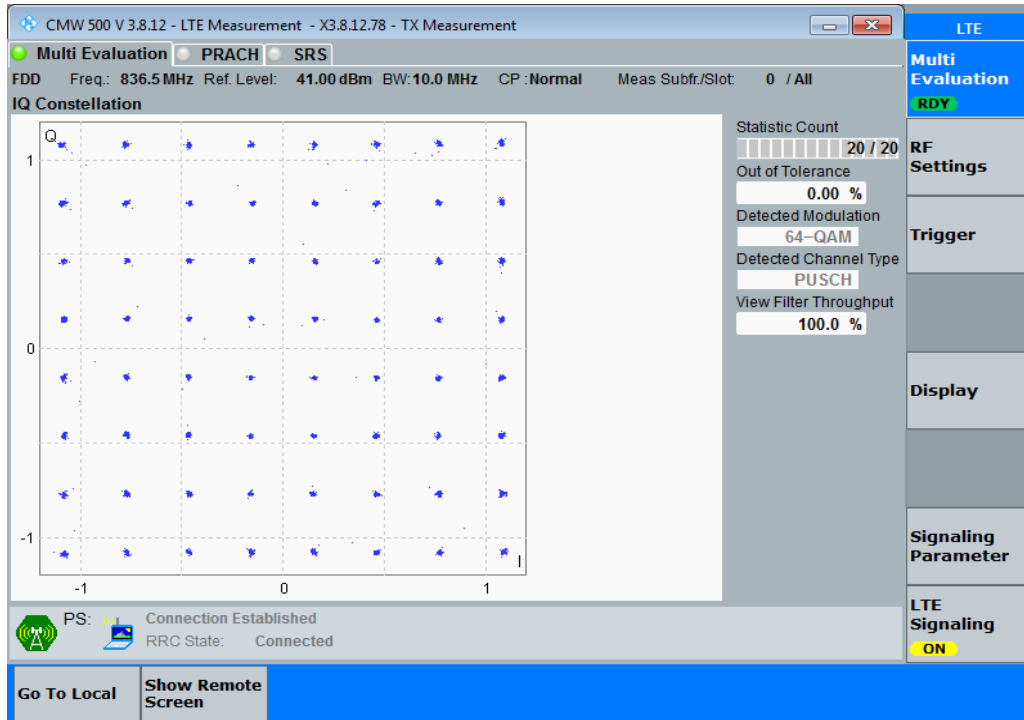 CMW 500 V 3.8.12 - LTE Measurement - X3.8.12.78 - TX Measurement
LTE
Multi Evaluation PRACH SRS
Multi
Evaluation
RDY
FDD Freq.: 836.5 MHz Ref. Level: 41.00 dBm BW: 10.0 MHz CP : Normal Meas Subfr./Slot: 0 / All
IQ Constellation
Q
1
0
-1
-1 0 1
I
Statistic Count
20 / 20
Out of Tolerance
0.00 %
Detected Modulation
64-QAM
Detected Channel Type
PUSCH
View Filter Throughput
100.0 %
RF
Settings
Trigger
Display
Signaling
Parameter
LTE
Signaling
ON
PS: Connection Established
RRC State: Connected
Go To Local
Show Remote
Screen